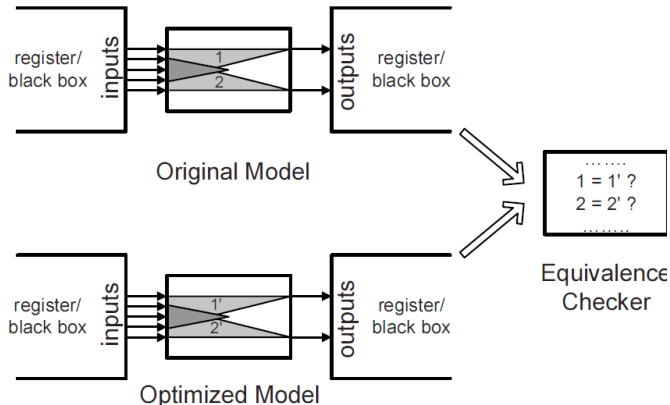 register/
black box
inputs
1
2
outputs
register/
black box
Original Model
.......
1 = 1' ?
2 = 2' ?
........
Equivalence
Checker
register/
black box
inputs
1'
2'
outputs
register/
black box
Optimized Model